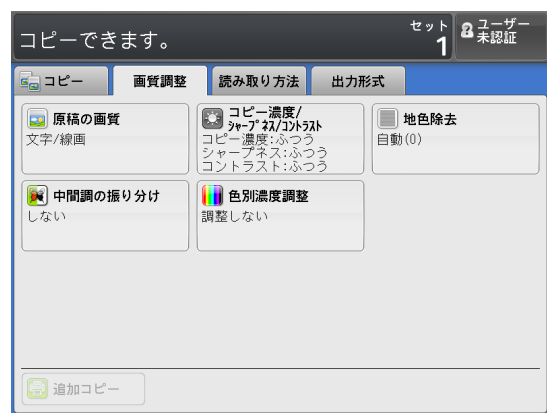 コピーできます。
セット
1
ユーザー
未認証
コピー
画質調整
読み取り方法
出力形式
原稿の画質
文字/線画
コピー濃度/
シャープネス/コントラスト
コピー濃度:ふつう
シャープネス:ふつう
コントラスト:ふつう
地色除去
自動(0)
中間調の振り分け
しない
色別濃度調整
調整しない
追加コピー